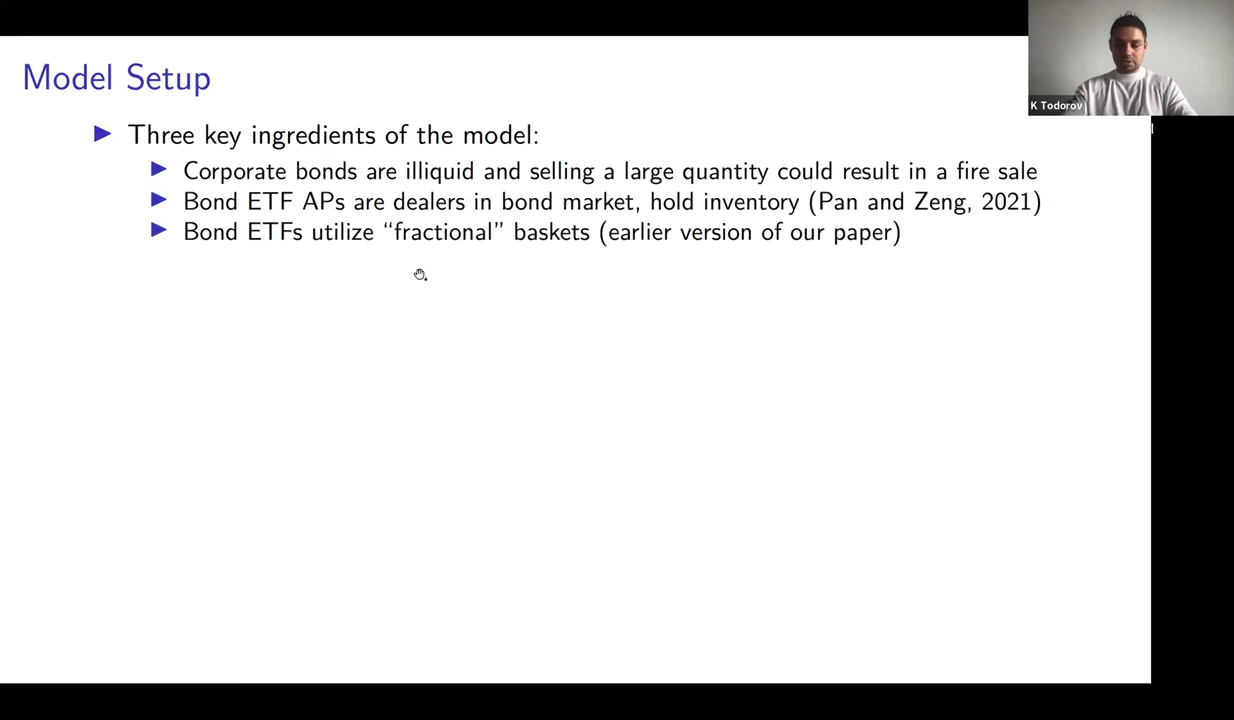 Model Setup
Three key ingredients of the model:
Corporate bonds are illiquid and selling a large quantity could result in a fire sale
Bond ETF APs are dealers in bond market, hold inventory (Pan and Zeng, 2021)
Bond ETFs utilize “fractional” baskets (earlier version of our paper)
K Todorov